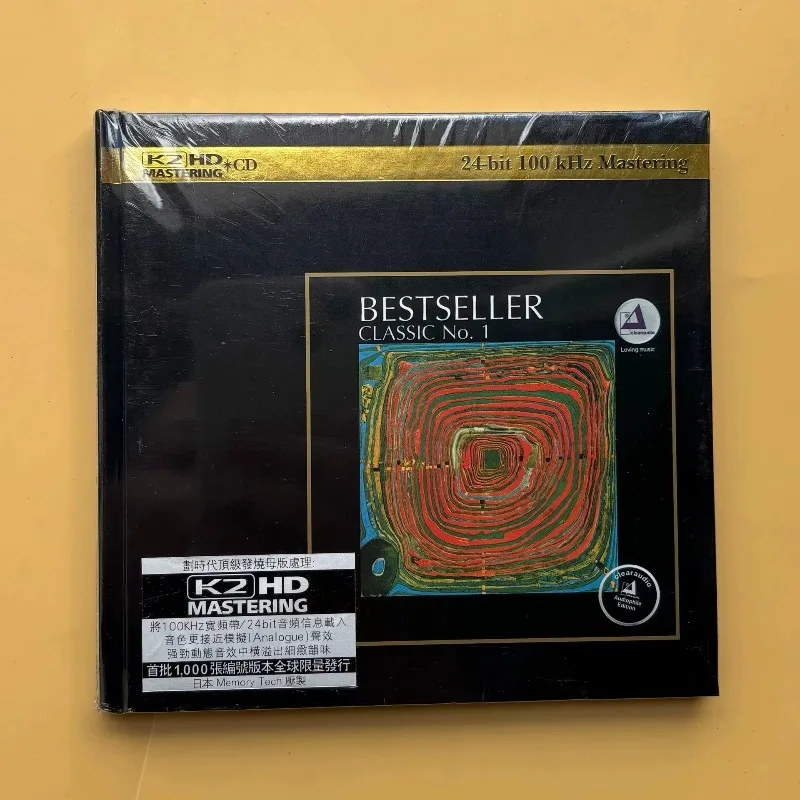 K2 HD MASTERING *CD
24-bit 100 kHz Mastering
BESTSELLER
CLASSIC No. 1
clearaudio
Loving music
clearaudio
Audiophile
Edition
劃時代頂級發燒母版處理:
K2 HD
MASTERING
將100KHz寬頻帶/24bit音頻信息載入
音色更接近模擬(Analogue)聲效
强勁動態音效中橫溢出細緻韻味
首批1,000張編號版本全球限量發行
日本 Memory Tech 壓製